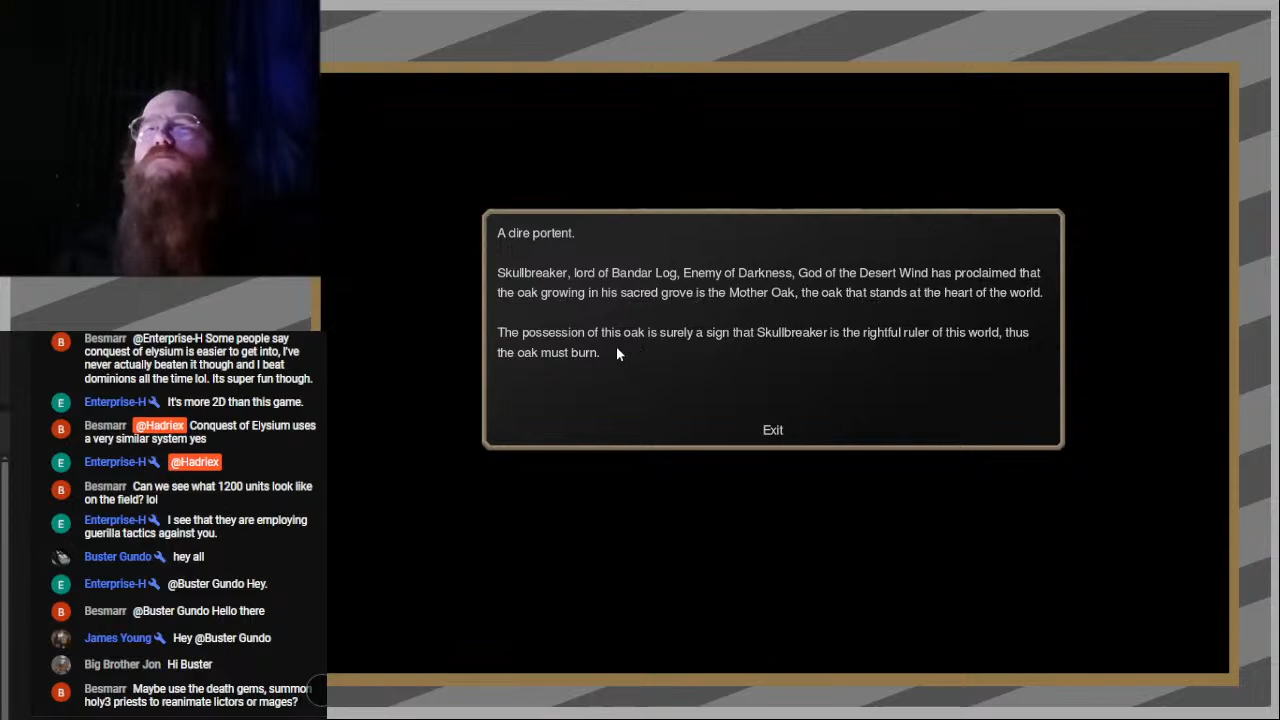 A dire portent.
Skullbreaker, lord of Bandar Log, Enemy of Darkness, God of the Desert Wind has proclaimed that
the oak growing in his sacred grove is the Mother Oak, the oak that stands at the heart of the world.
The possession of this oak is surely a sign that Skullbreaker is the rightful ruler of this world, thus
the oak must burn.
Exit
B Besmarr @Enterprise-H Some people say
conquest of elysium is easier to get into, I've
never actually beaten it though and I beat
dominions all the time lol. Its super fun though.
E Enterprise-H It's more 2D than this game.
B Besmarr @Hadriex Conquest of Elysium uses
a very similar system yes
E Enterprise-H @Hadriex
B Besmarr Can we see what 1200 units look like
on the field? lol
E Enterprise-H I see that they are employing
guerilla tactics against you.
Buster Gundo hey all
E Enterprise-H @Buster Gundo Hey.
B Besmarr @Buster Gundo Hello there
James Young Hey @Buster Gundo
Big Brother Jon Hi Buster
B Besmarr Maybe use the death gems, summon
holy3 priests to reanimate lictors or mages?